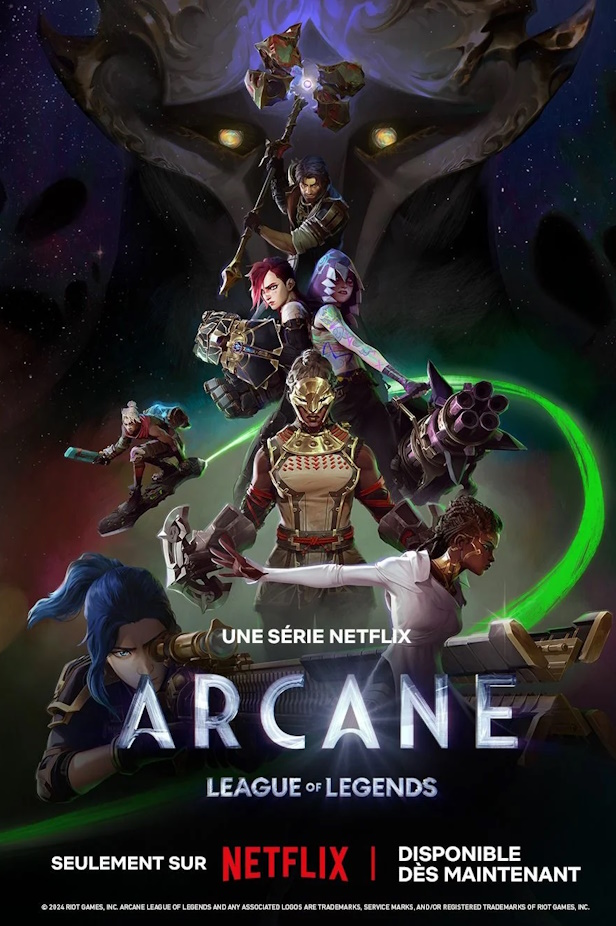 UNE SÉRIE NETFLIX
ARCANE
LEAGUE OF LEGENDS
SEULEMENT SUR NETFLIX | DISPONIBLE
DÈS MAINTENANT
© 2024 RIOT GAMES, INC. ARCANE LEAGUE OF LEGENDS AND ANY ASSOCIATED LOGOS ARE TRADEMARKS, SERVICE MARKS, AND/OR REGISTERED TRADEMARKS OF RIOT GAMES, INC.